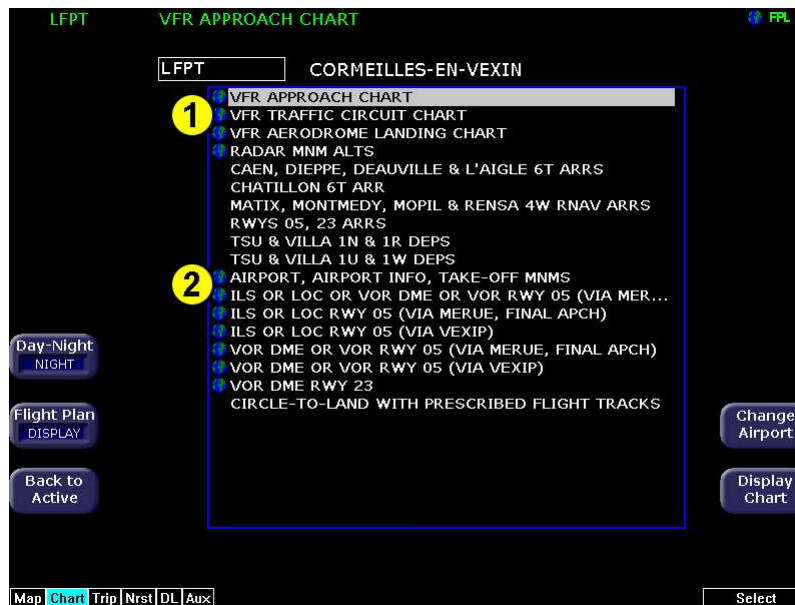 LFPT VFR APPROACH CHART FPL
LFPT CORMEILLES-EN-VEXIN
VFR APPROACH CHART
1 VFR TRAFFIC CIRCUIT CHART
VFR AERODROME LANDING CHART
RADAR MNM ALTS
CAEN, DIEPPE, DEAUVILLE & L'AIGLE 6T ARRS
CHATILLON 6T ARR
MATIX, MONTMEDY, MOPIL & RENSA 4W RNAV ARRS
RWYS 05, 23 ARRS
TSU & VILLA 1N & 1R DEPS
TSU & VILLA 1U & 1W DEPS
AIRPORT, AIRPORT INFO, TAKE-OFF MNMS
2 ILS OR LOC OR VOR DME OR VOR RWY 05 (VIA MER...
ILS OR LOC RWY 05 (VIA MERUE, FINAL APCH)
ILS OR LOC RWY 05 (VIA VEXIP)
VOR DME OR VOR RWY 05 (VIA MERUE, FINAL APCH)
VOR DME OR VOR RWY 05 (VIA VEXIP)
VOR DME RWY 23
CIRCLE-TO-LAND WITH PRESCRIBED FLIGHT TRACKS
Day-Night
NIGHT
Flight Plan
DISPLAY
Back to
Active
Change
Airport
Display
Chart
Map Chart Trip Nrst DL Aux Select